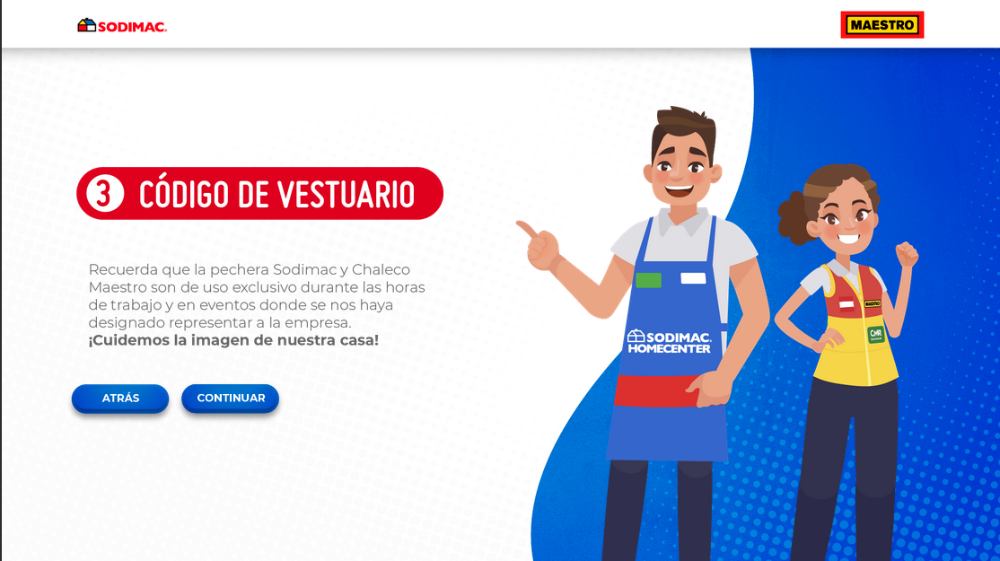 SODIMAC
MAESTRO
3 CÓDIGO DE VESTUARIO
Recuerda que la pechera Sodimac y Chaleco
Maestro son de uso exclusivo durante las horas
de trabajo y en eventos donde se nos haya
designado representar a la empresa.
¡Cuidemos la imagen de nuestra casa!
ATRÁS
CONTINUAR
SODIMAC
HOMECENTER
MAESTRO
CMR